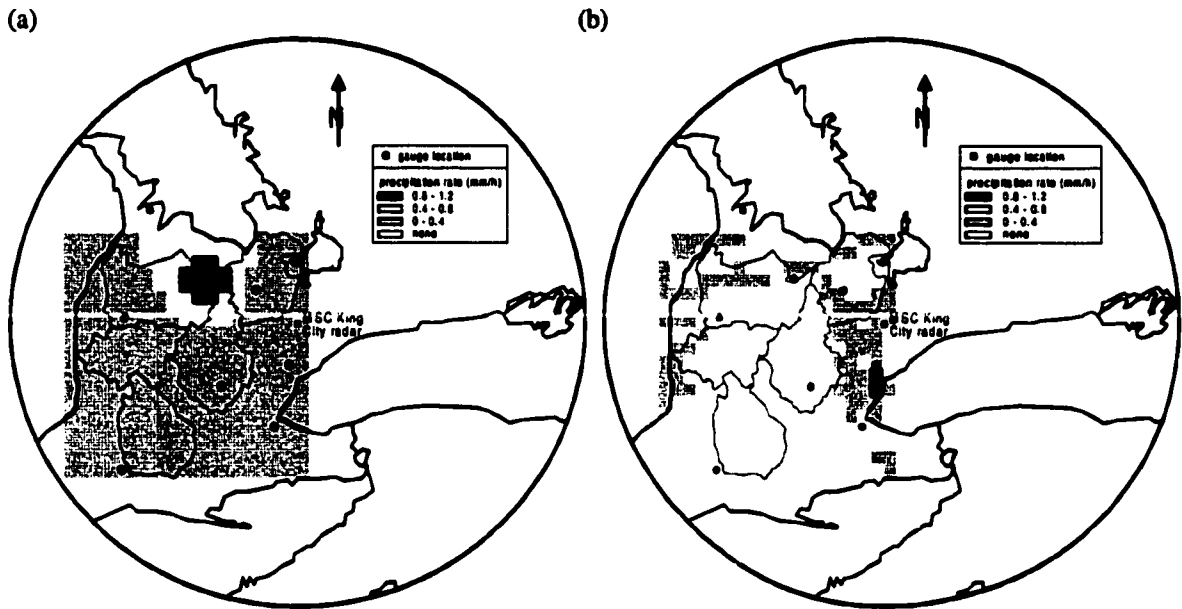 (a)
(b)
N
gauge location
precipitation rate (mm/h)
0.8 - 1.2
0.4 - 0.8
0 - 0.4
none
SC King
City radar
N
gauge location
precipitation rate (mm/h)
0.8 - 1.2
0.4 - 0.8
0 - 0.4
none
SC King
City radar